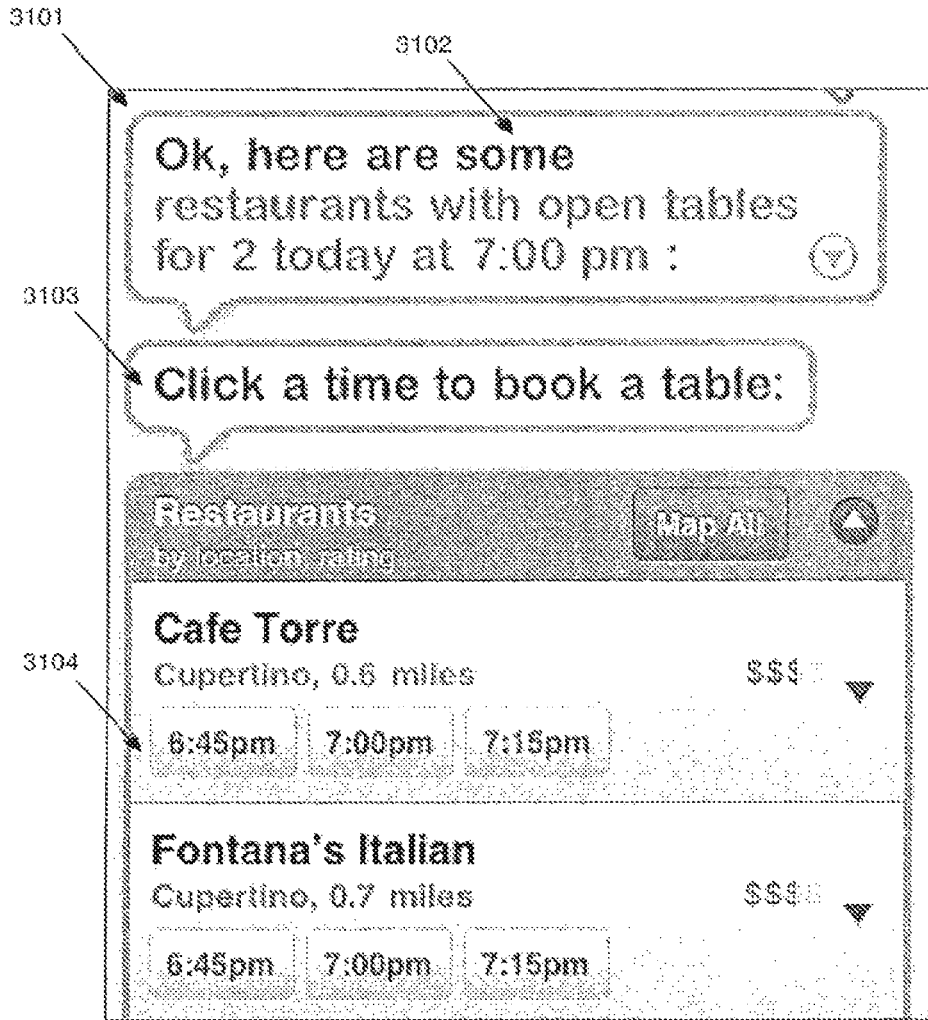 3101
3102
Ok, here are some
restaurants with open tables
for 2 today at 7:00 pm :
3103
Click a time to book a table:
Restaurants
Map All
by location, rating
Cafe Torre
3104
Cupertino, 0.6 miles
$$$$
6:45pm 7:00pm 7:15pm
Fontana's Italian
Cupertino, 0.7 miles
$$$$
6:45pm 7:00pm 7:15pm